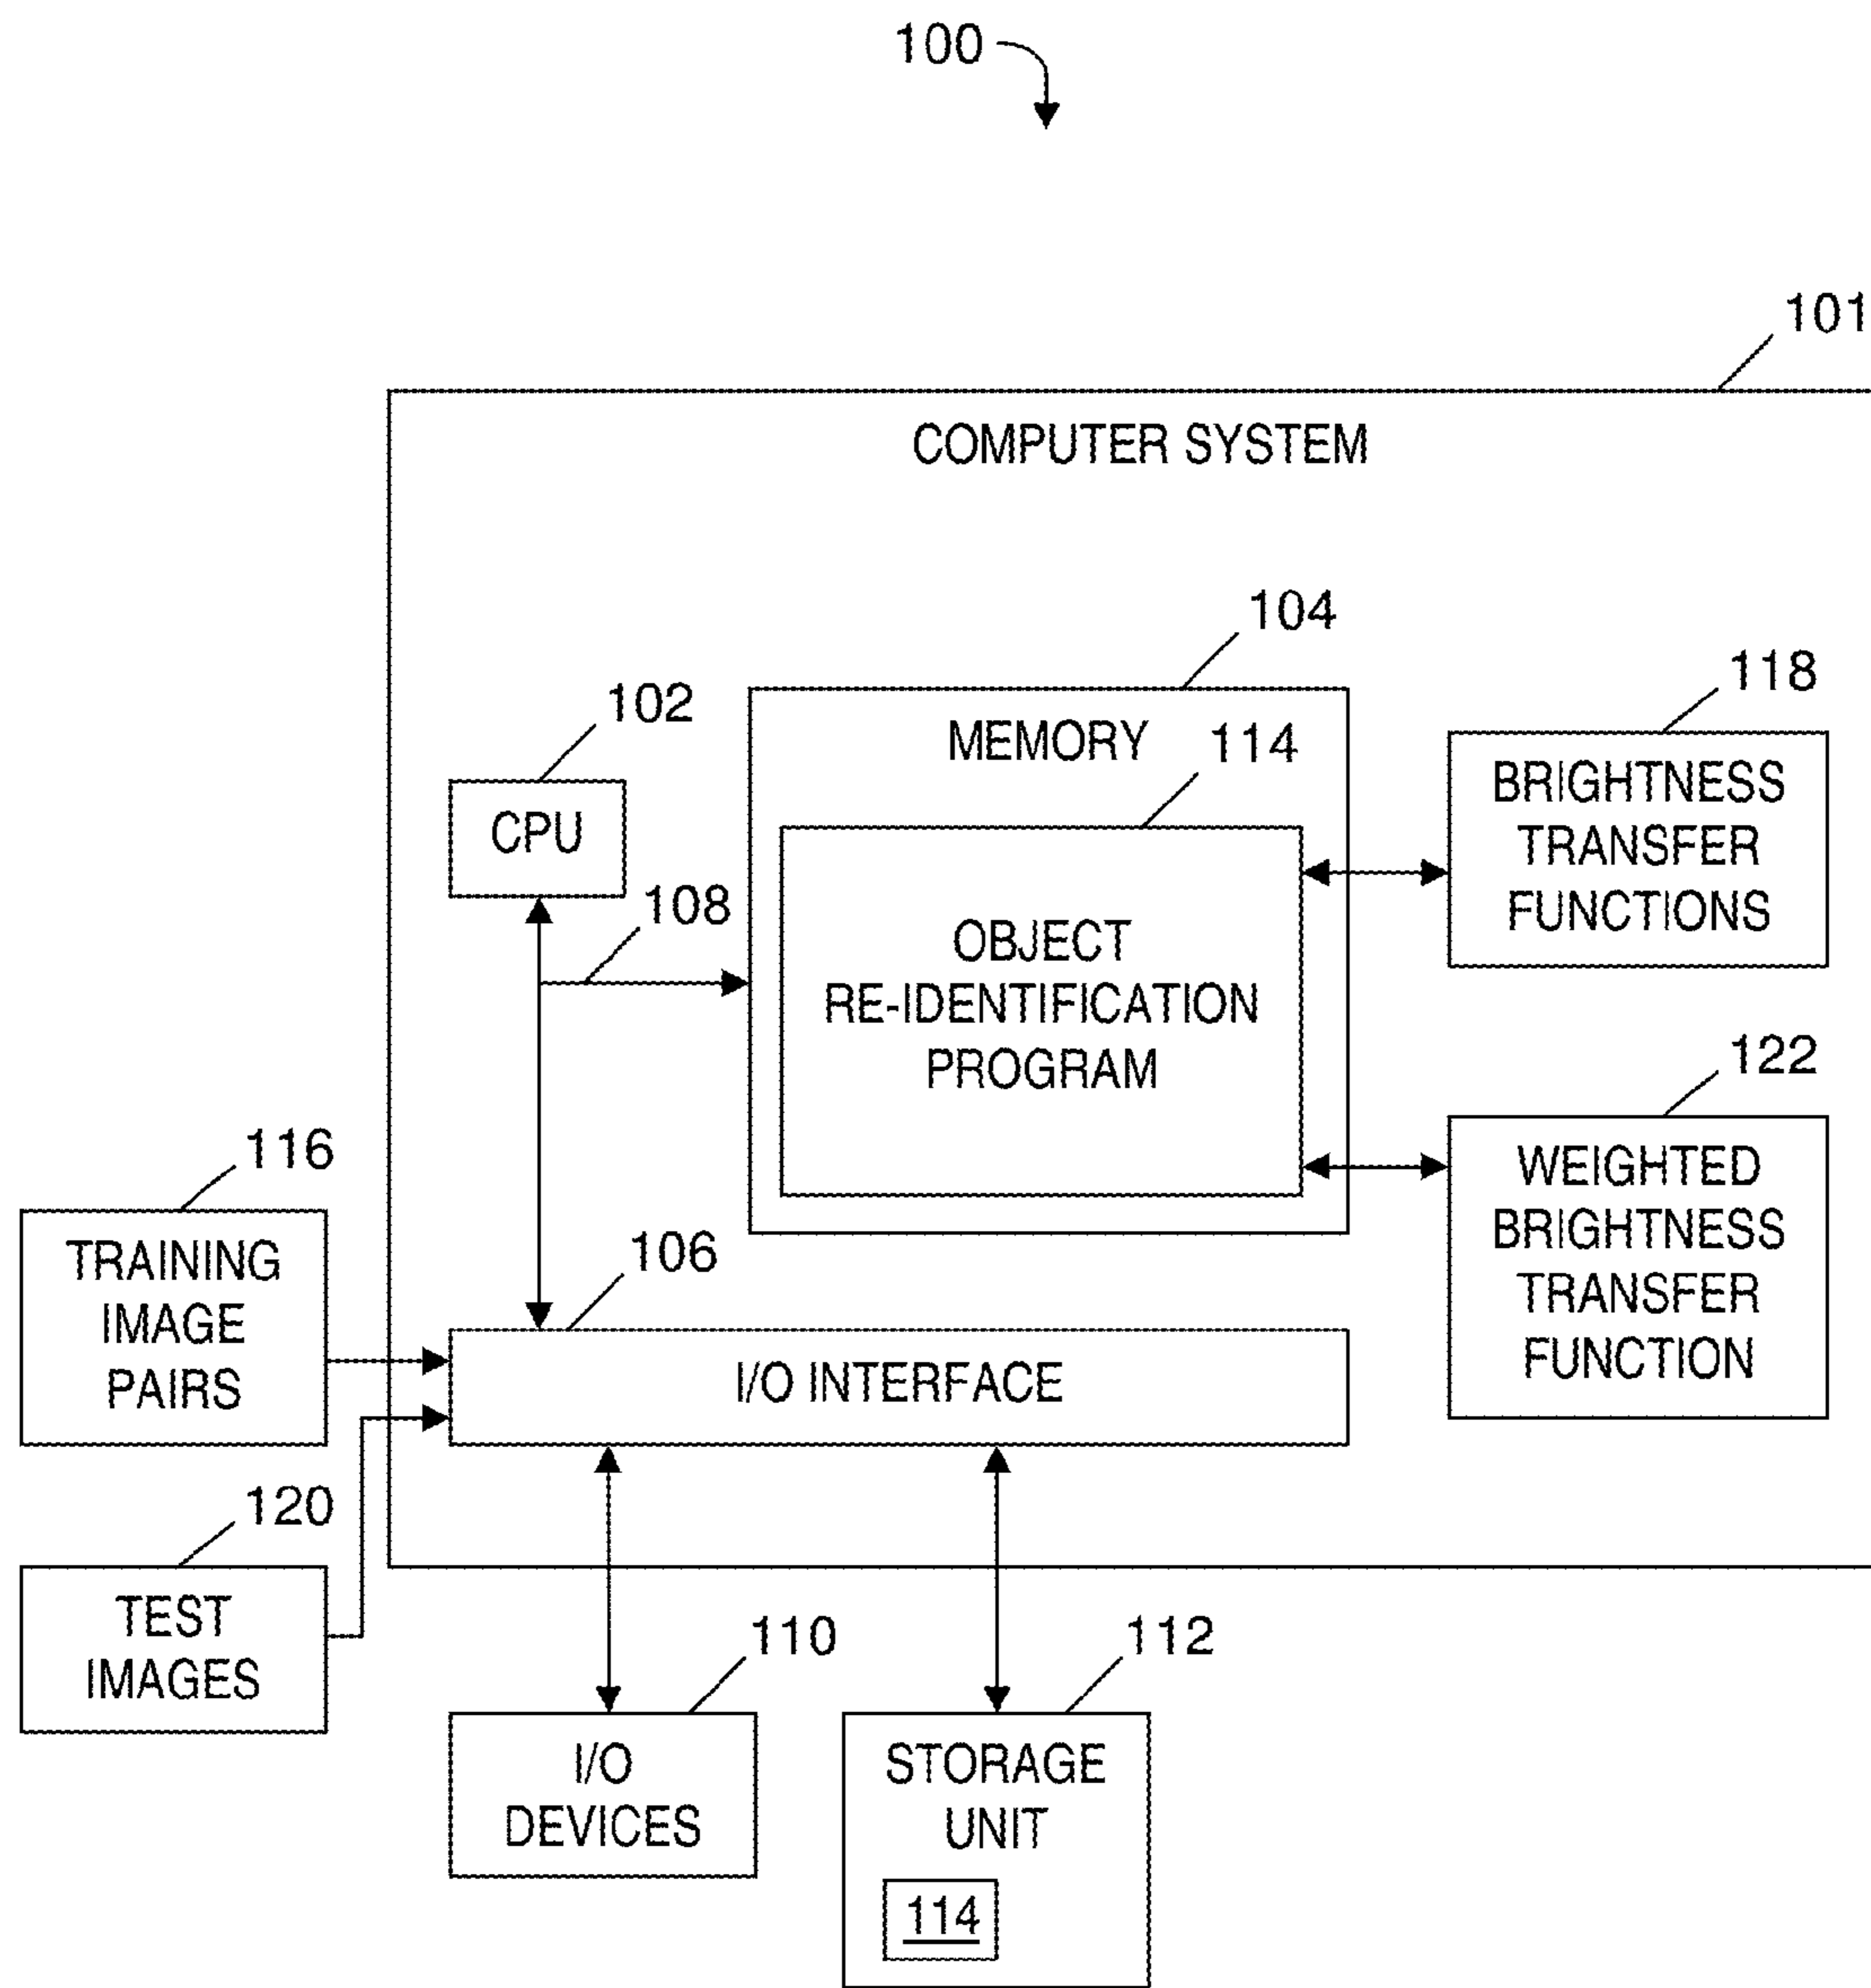 100
101
COMPUTER SYSTEM
104
118
102
MEMORY
114
CPU
BRIGHTNESS
TRANSFER
FUNCTIONS
108
OBJECT
RE-IDENTIFICATION
PROGRAM
122
116
WEIGHTED
BRIGHTNESS
TRANSFER
FUNCTION
TRAINING
IMAGE
PAIRS
106
I/O INTERFACE
120
TEST
IMAGES
110
112
I/O
DEVICES
STORAGE
UNIT
114